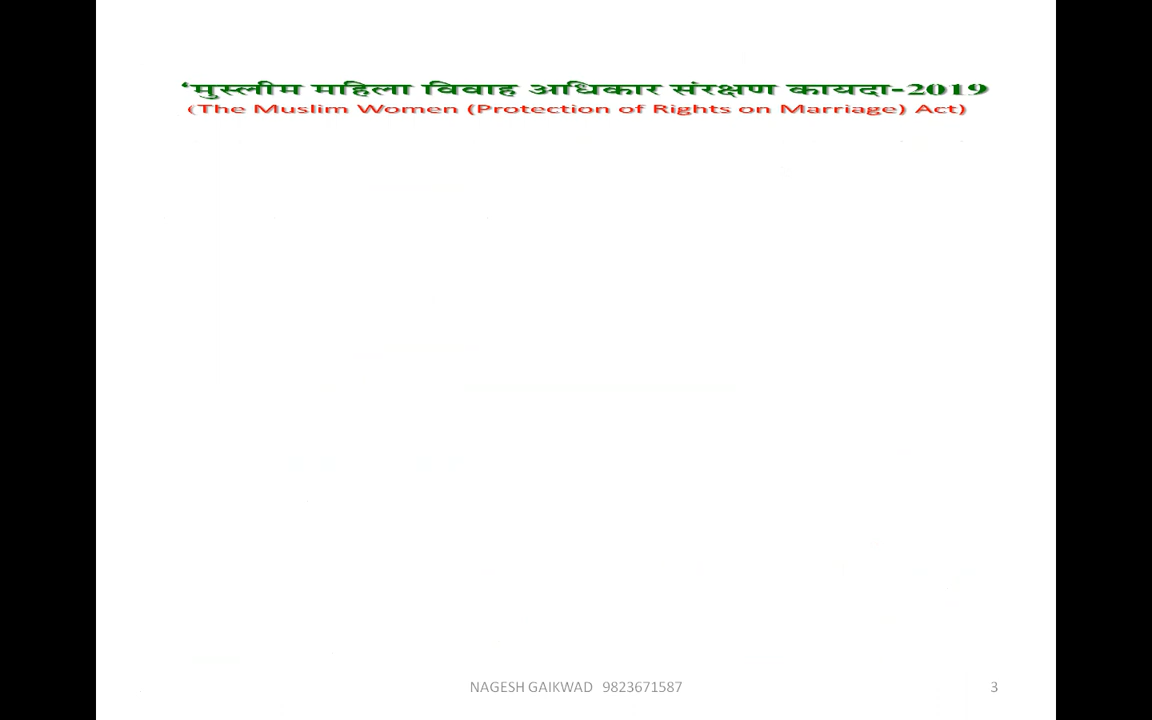 ‘मुस्लीम महिला विवाह अधिकार संरक्षण कायदा-2019
(The Muslim Women (Protection of Rights on Marriage) Act)
NAGESH GAIKWAD 9823671587
3